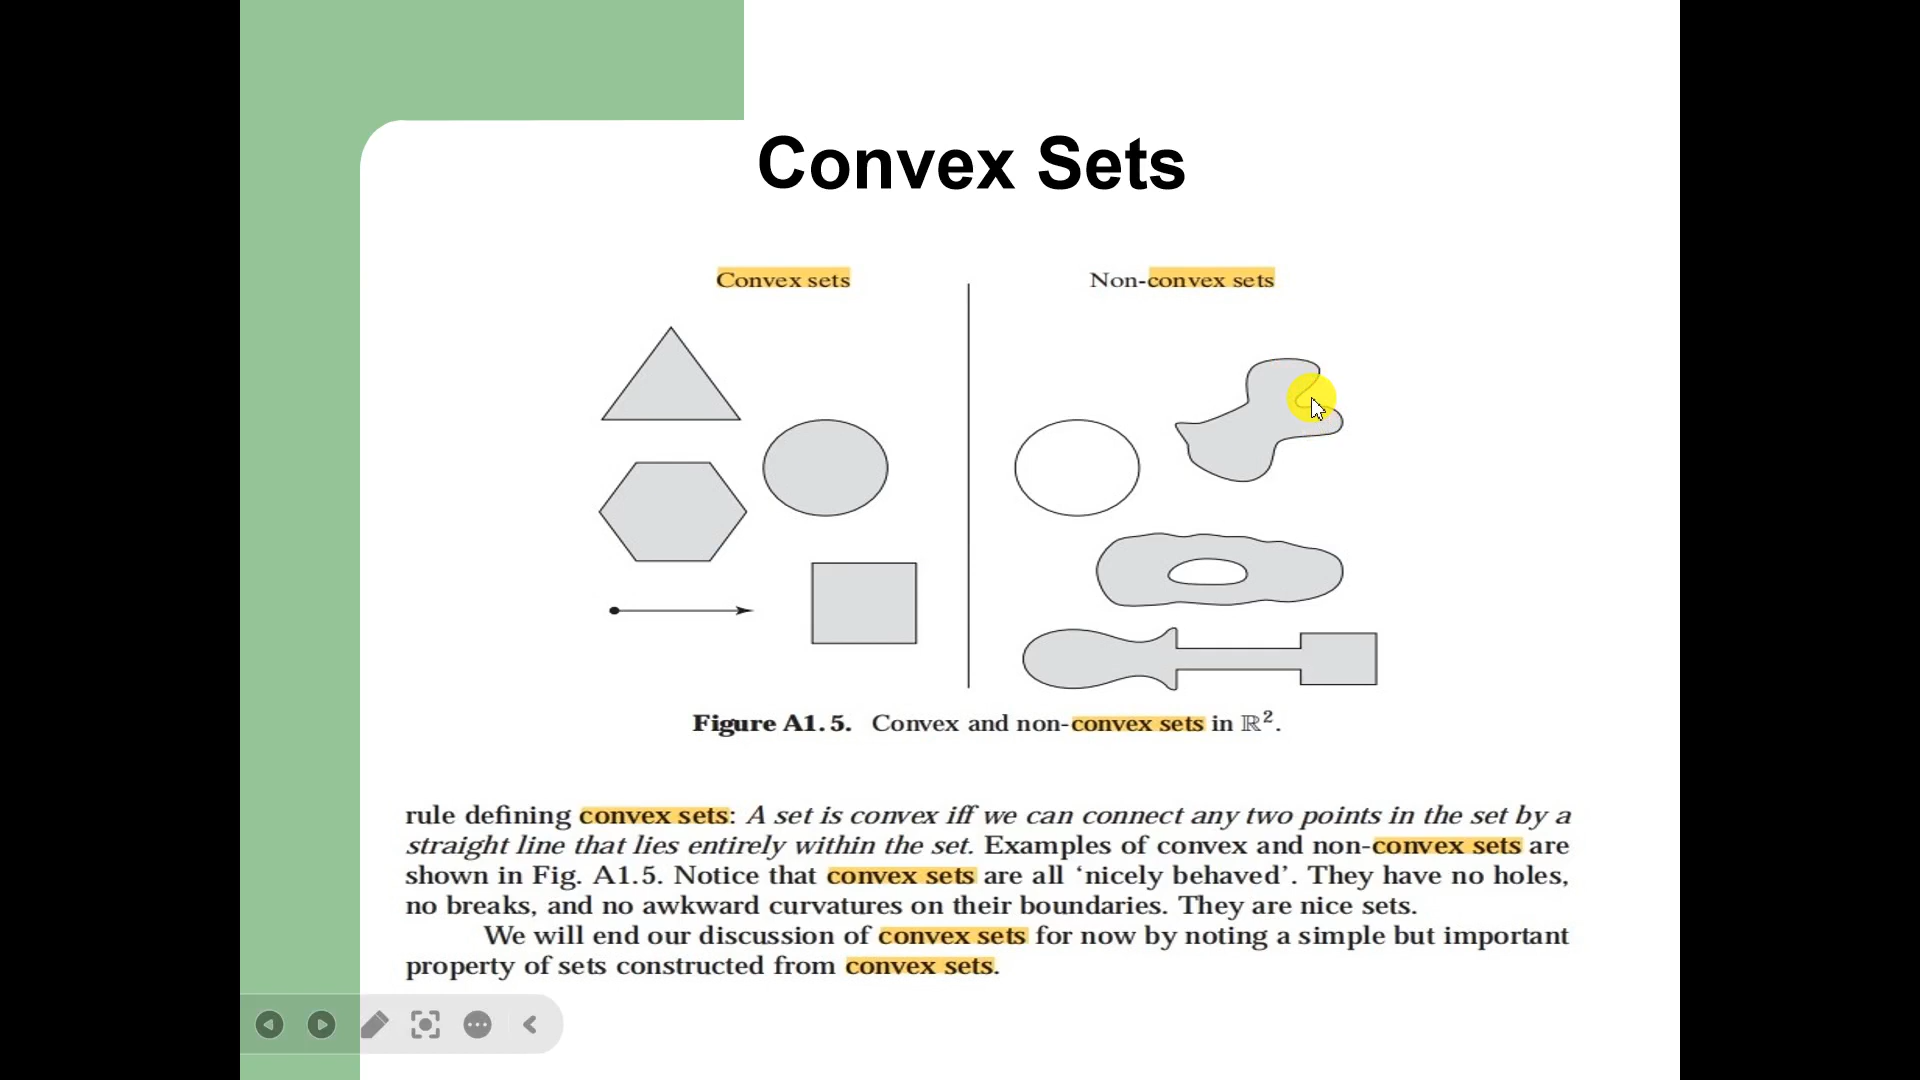 Convex Sets
Convex sets
Non-convex sets
Figure A1.5. Convex and non-convex sets in ℝ².
rule defining convex sets: A set is convex iff we can connect any two points in the set by a
straight line that lies entirely within the set. Examples of convex and non-convex sets are
shown in Fig. A1.5. Notice that convex sets are all ‘nicely behaved’. They have no holes,
no breaks, and no awkward curvatures on their boundaries. They are nice sets.
We will end our discussion of convex sets for now by noting a simple but important
property of sets constructed from convex sets.